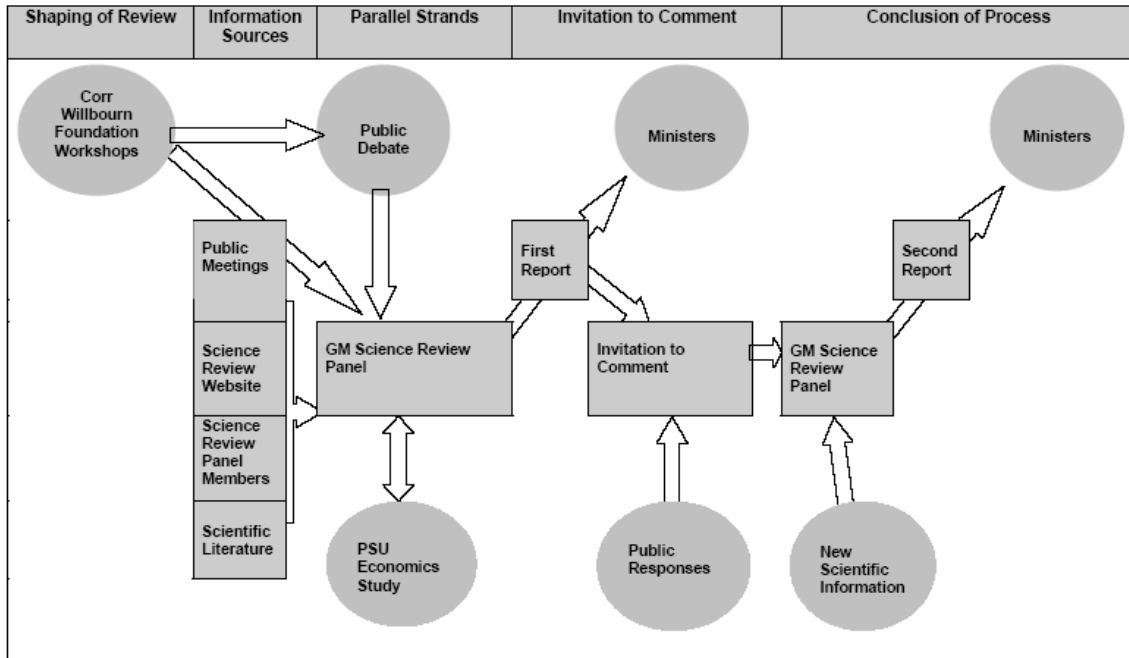 Shaping of Review
Information
Sources
Parallel Strands
Invitation to Comment
Conclusion of Process
Corr
Willbourn
Foundation
Workshops
Public
Debate
Ministers
Ministers
Public
Meetings
First
Report
Second
Report
Science
Review
Website
GM Science Review
Panel
Invitation to
Comment
GM Science
Review
Panel
Science
Review
Panel
Members
Scientific
Literature
PSU
Economics
Study
Public
Responses
New
Scientific
Information